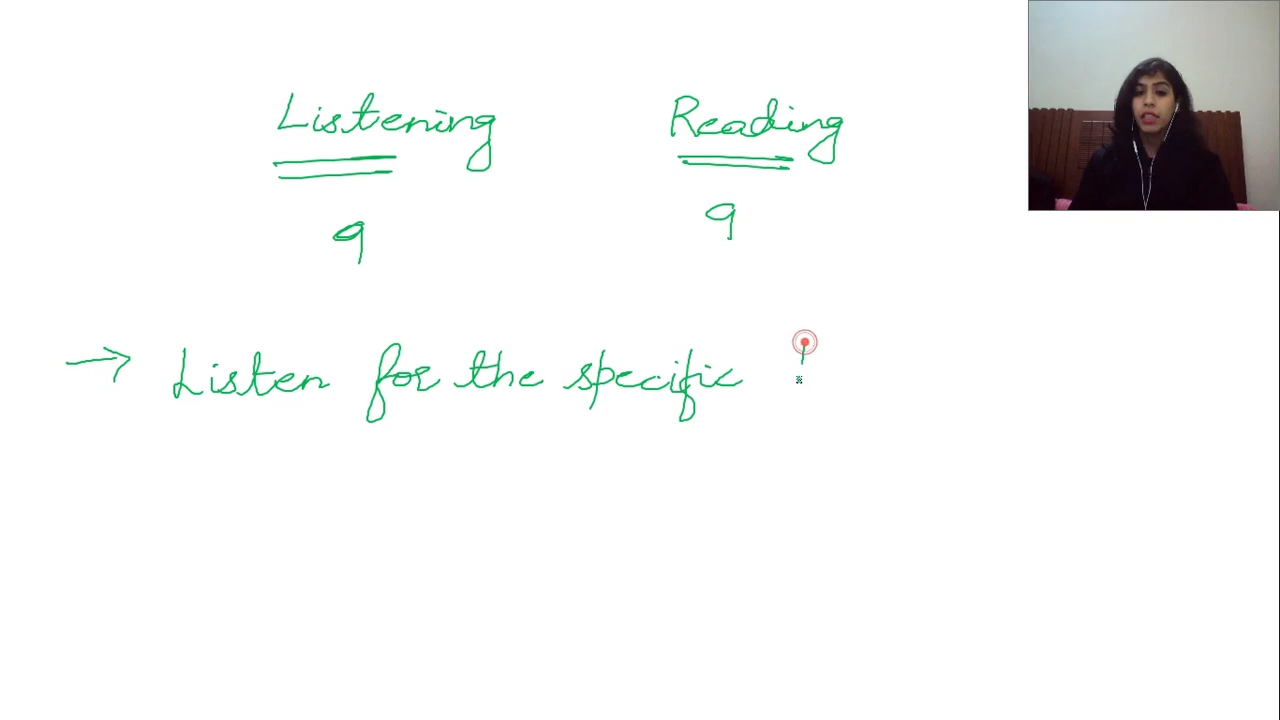 Listening Reading
9 9
→ Listen for the specific